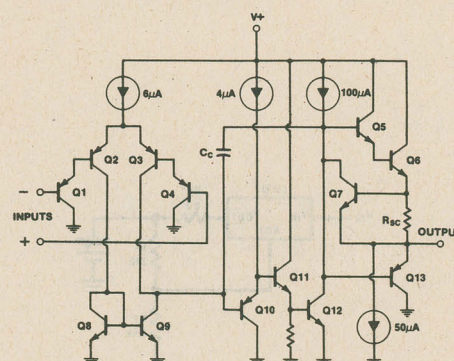 V+
6μA
4μA
100μA
Q5
Cc
Q2
Q3
Q6
Q7
Q1
Q4
−
INPUTS
RSC
+
OUTPUT
Q11
Q13
Q8
Q9
Q10
Q12
50μA